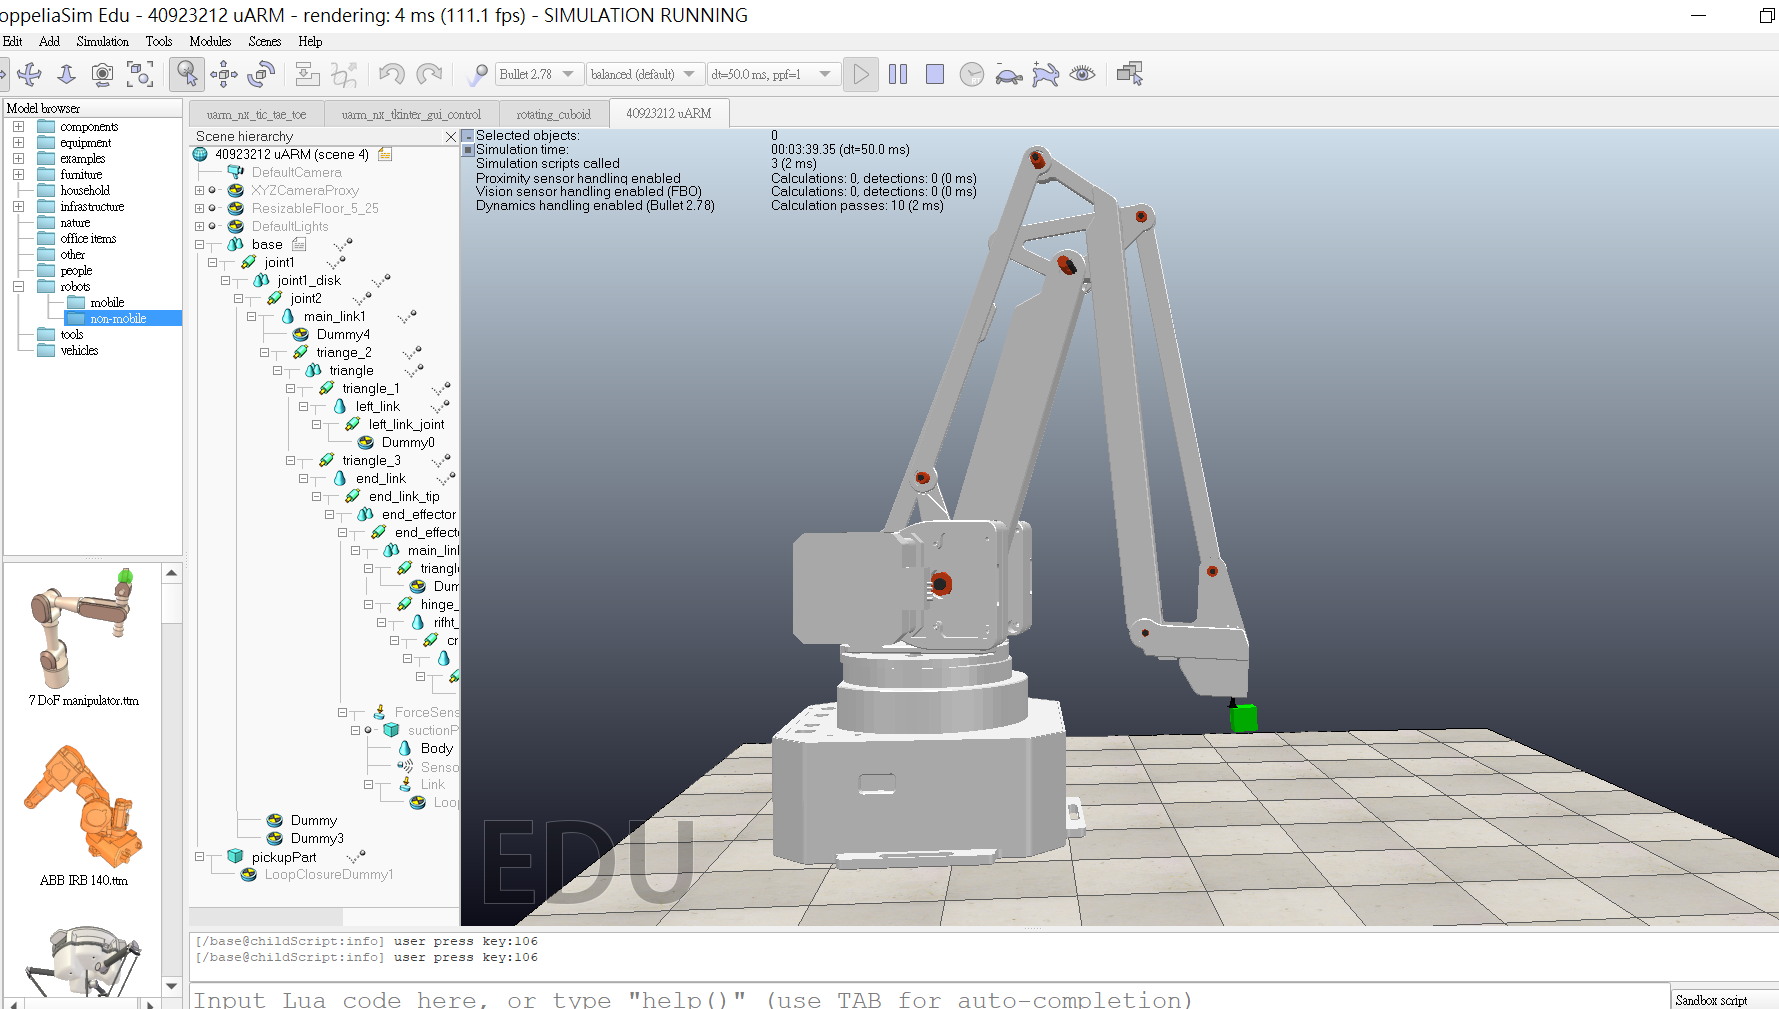 oppeliaSim Edu - 40923212 uARM - rendering: 4 ms (111.1 fps) - SIMULATION RUNNING
Edit Add Simulation Tools Modules Scenes Help
Bullet 2.78 balanced (default) dt=50.0 ms, ppf=1
Model browser
components
equipment
examples
furniture
household
infrastructure
nature
office items
other
people
robots
mobile
non-mobile
tools
vehicles
7 DoF manipulator.ttm
ABB IRB 140.ttm
uarm_nx_tic_tae_toe uarm_nx_tkinter_gui_control rotating_cuboid 40923212 uARM
Scene hierarchy
40923212 uARM (scene 4)
DefaultCamera
XYZCameraProxy
ResizableFloor_5_25
DefaultLights
base
joint1
joint1_disk
joint2
main_link1
Dummy4
triange_2
triangle
triangle_1
left_link
left_link_joint
Dummy0
triangle_3
end_link
end_link_tip
end_effector
end_effect
main_lin
triangl
Dum
hinge_
rifht_
cr
ForceSens
suctionP
Body
Senso
Link
Loo
Dummy
Dummy3
pickupPart
LoopClosureDummy1
Selected objects: 0
Simulation time: 00:03:39.35 (dt=50.0 ms)
Simulation scripts called 3 (2 ms)
Proximity sensor handling enabled Calculations: 0, detections: 0 (0 ms)
Vision sensor handling enabled (FBO) Calculations: 0, detections: 0 (0 ms)
Dynamics handling enabled (Bullet 2.78) Calculation passes: 10 (2 ms)
EDU
[/base@childScript:info] user press key:106
[/base@childScript:info] user press key:106
Input Lua code here, or type "help()" (use TAB for auto-completion)
Sandbox script